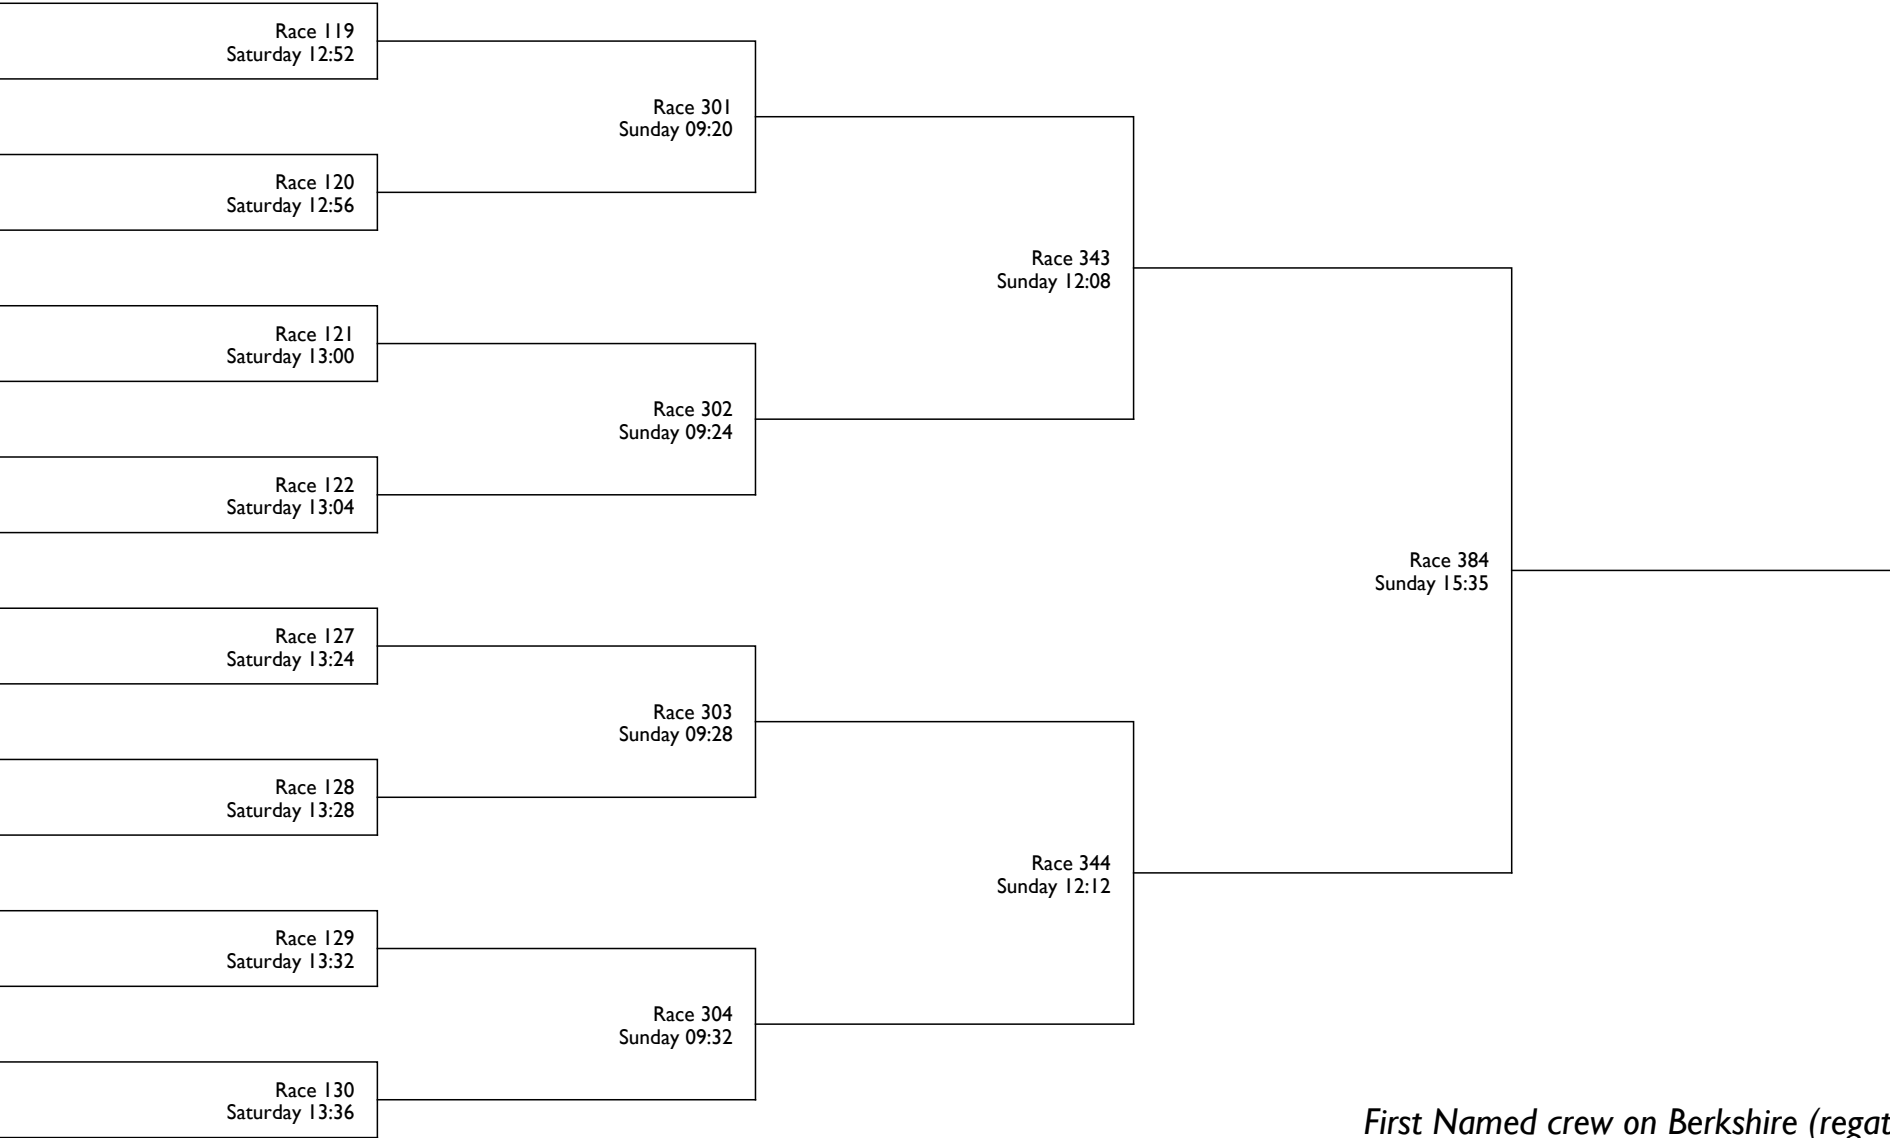 Race 119
Saturday 12:52
Race 301
Sunday 09:20
Race 120
Saturday 12:56
Race 343
Sunday 12:08
Race 121
Saturday 13:00
Race 302
Sunday 09:24
Race 122
Saturday 13:04
Race 384
Sunday 15:35
Race 127
Saturday 13:24
Race 303
Sunday 09:28
Race 128
Saturday 13:28
Race 344
Sunday 12:12
Race 129
Saturday 13:32
Race 304
Sunday 09:32
Race 130
Saturday 13:36
First Named crew on Berkshire (regat